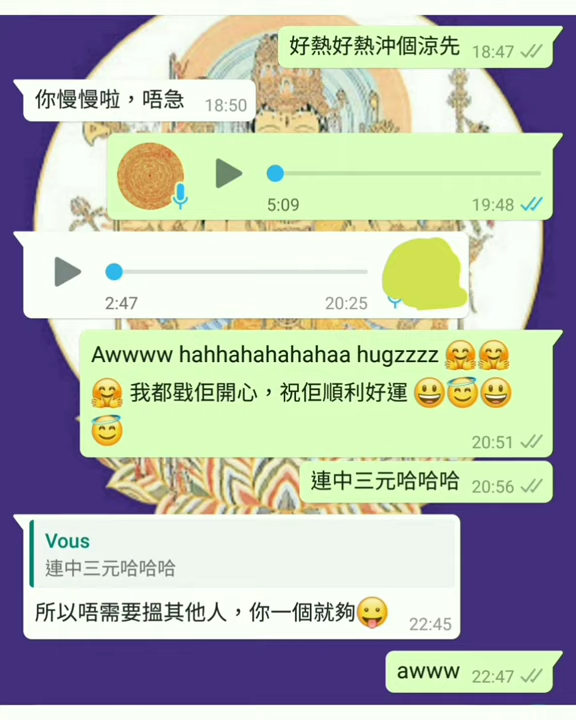 好熱好熱沖個涼先 18:47
你慢慢啦，唔急 18:50
5:09 19:48
2:47 20:25
Awwww hahhahahahahaa hugzzzz 🤗🤗
🤗 我都戥佢開心，祝佢順利好運 😃😇😃
😇 20:51
連中三元哈哈哈 20:56
Vous
連中三元哈哈哈
所以唔需要搵其他人，你一個就夠😛 22:45
awww 22:47